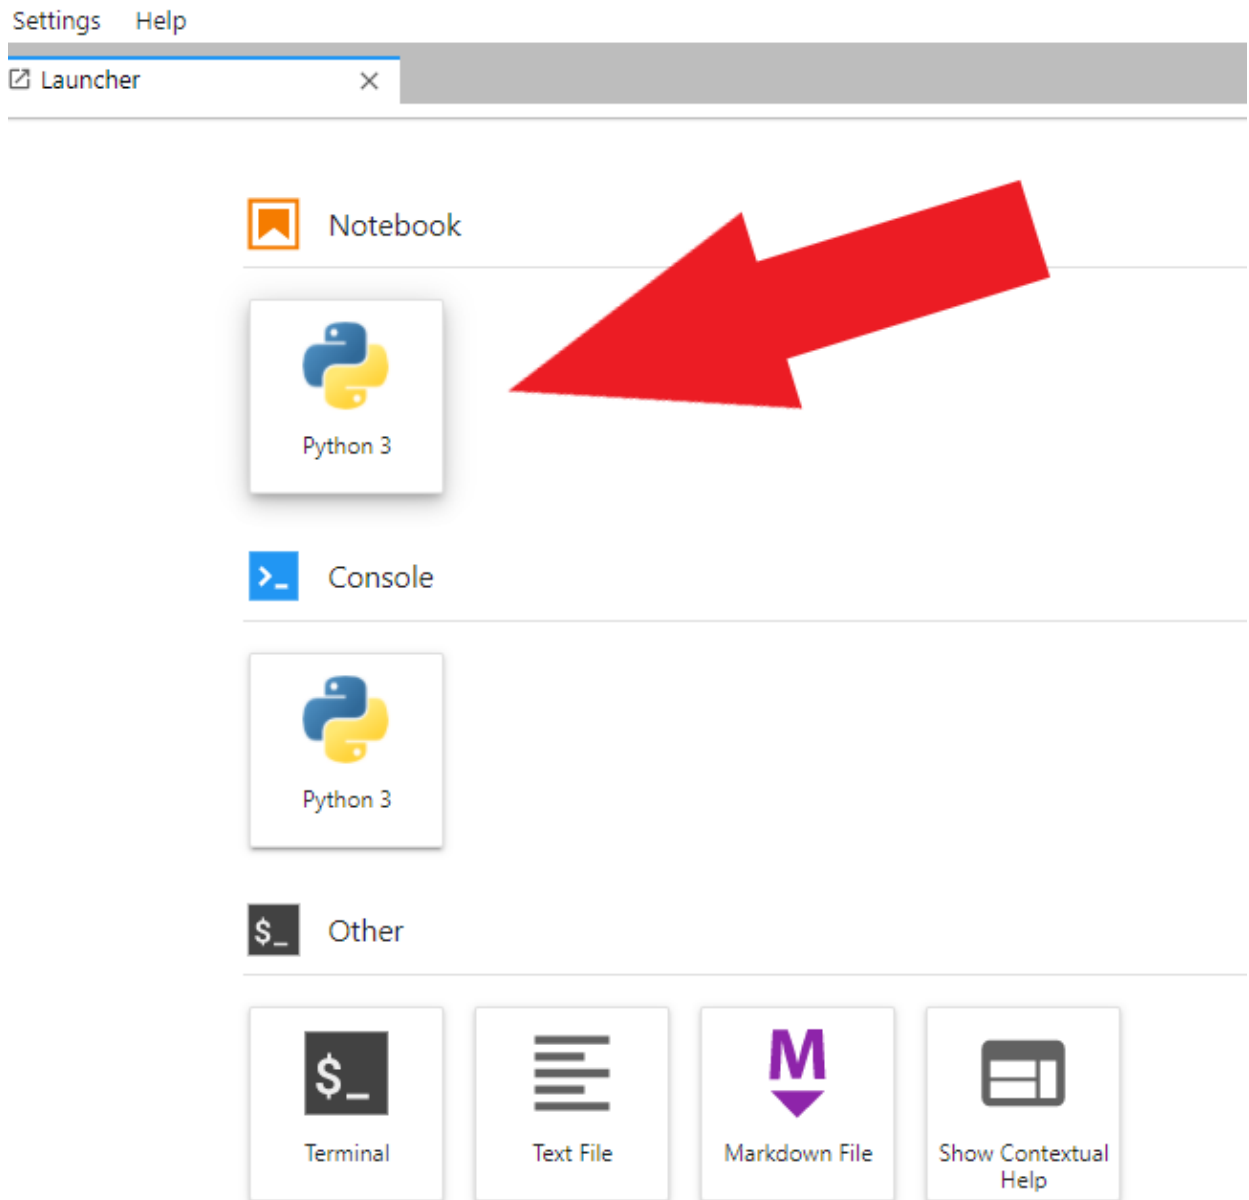 Settings Help
Launcher
Notebook
Python 3
Console
Python 3
$_ Other
$_
Terminal Text File Markdown File Show Contextual
Help